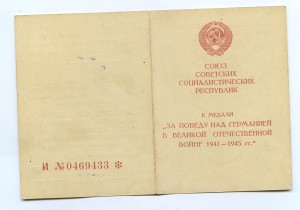 И №0469433 ✻
СОЮЗ
СОВЕТСКИХ
СОЦИАЛИСТИЧЕСКИХ
РЕСПУБЛИК
К МЕДАЛИ
„ЗА ПОБЕДУ НАД ГЕРМАНИЕЙ
В ВЕЛИКОЙ ОТЕЧЕСТВЕННОЙ
ВОЙНЕ 1941—1945 гг.“